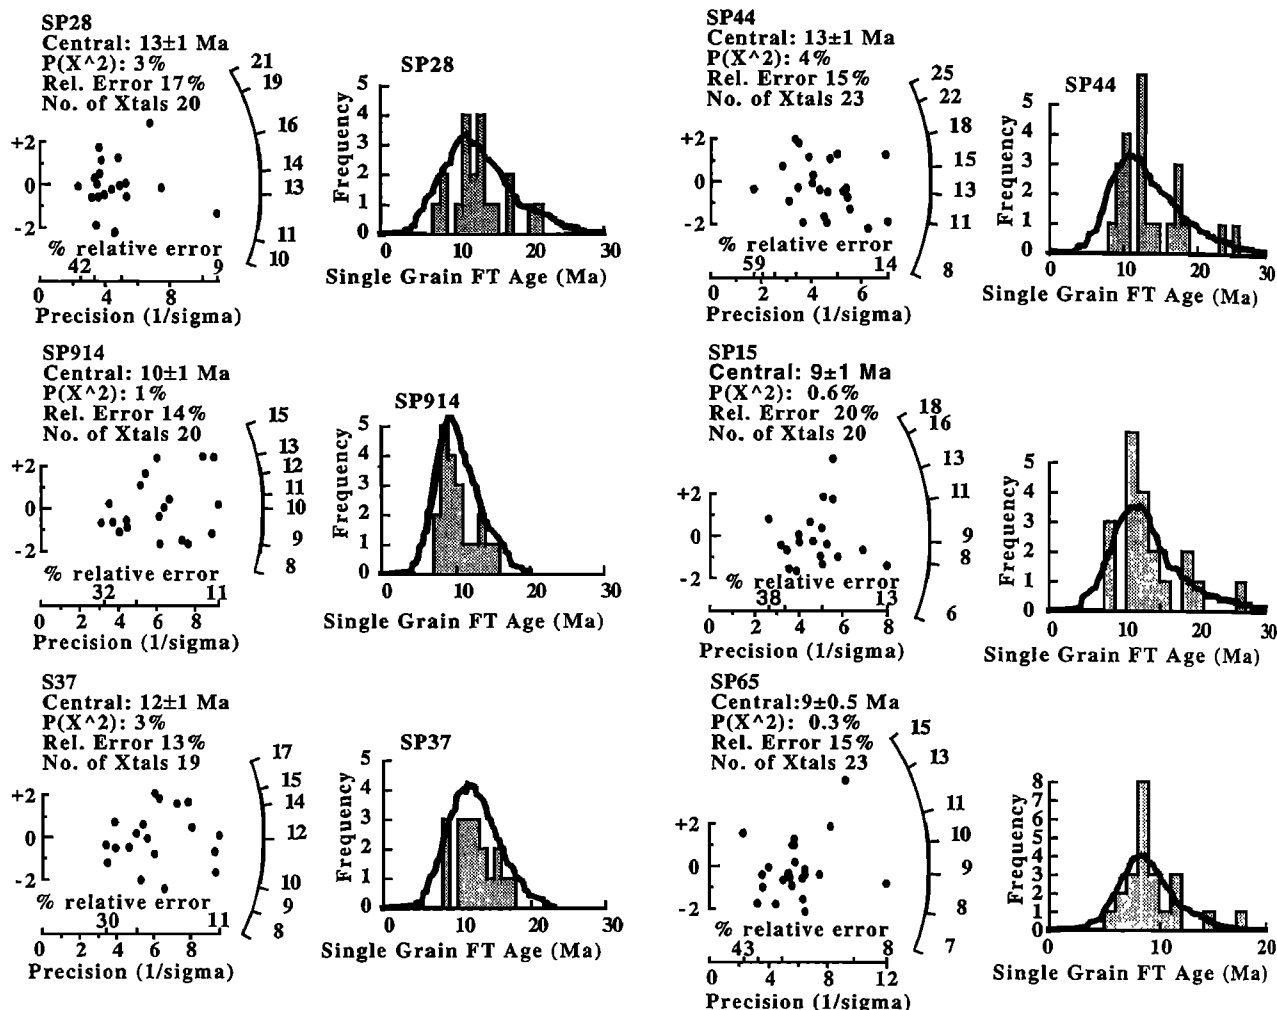 SP28
Central: 13±1 Ma
P(X^2): 3%
Rel. Error 17%
No. of Xtals 20
21
19
16
14
13
11
10
+2
0
-2
% relative error
42
9
0
4
8
Precision (1/sigma)
SP28
Frequency
5
4
3
2
1
0
0
10
20
30
Single Grain FT Age (Ma)
SP44
Central: 13±1 Ma
P(X^2): 4%
Rel. Error 15%
No. of Xtals 23
25
22
18
15
13
11
8
+2
0
-2
% relative error
59
14
0
2
4
6
Precision (1/sigma)
SP44
Frequency
5
4
3
2
1
0
0
10
20
30
Single Grain FT Age (Ma)
SP914
Central: 10±1 Ma
P(X^2): 1%
Rel. Error 14%
No. of Xtals 20
15
13
12
11
10
9
8
+2
0
-2
% relative error
32
11
0
2
4
6
8
Precision (1/sigma)
SP914
Frequency
5
4
3
2
1
0
0
10
20
30
Single Grain FT Age (Ma)
SP15
Central: 9±1 Ma
P(X^2): 0.6%
Rel. Error 20%
No. of Xtals 20
18
16
13
11
9
8
6
+2
0
-2
% relative error
38
13
0
2
4
6
8
Precision (1/sigma)
Frequency
5
4
3
2
1
0
0
10
20
30
Single Grain FT Age (Ma)
S37
Central: 12±1 Ma
P(X^2): 3%
Rel. Error 13%
No. of Xtals 19
17
15
14
12
10
9
8
+2
0
-2
% relative error
30
11
0
2
4
6
8
Precision (1/sigma)
SP37
Frequency
5
4
3
2
1
0
0
10
20
30
Single Grain FT Age (Ma)
SP65
Central:9±0.5 Ma
P(X^2): 0.3%
Rel. Error 15%
No. of Xtals 23
15
13
11
10
9
8
7
+2
0
-2
% relative error
43
8
0
4
8
12
Precision (1/sigma)
Frequency
8
7
6
5
4
3
2
1
0
0
10
20
Single Grain FT Age (Ma)